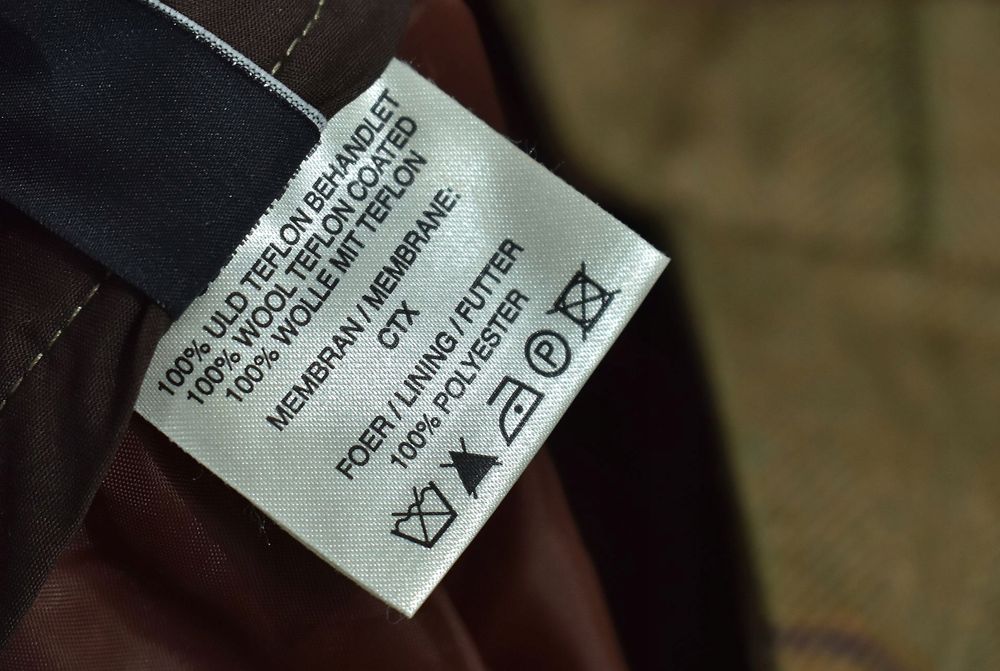 100% ULD TEFLON BEHANDLET
100% WOOL TEFLON COATED
100% WOLLE MIT TEFLON
MEMBRAN / MEMBRANE:
CTX
FOER / LINING / FUTTER
100% POLYESTER
P